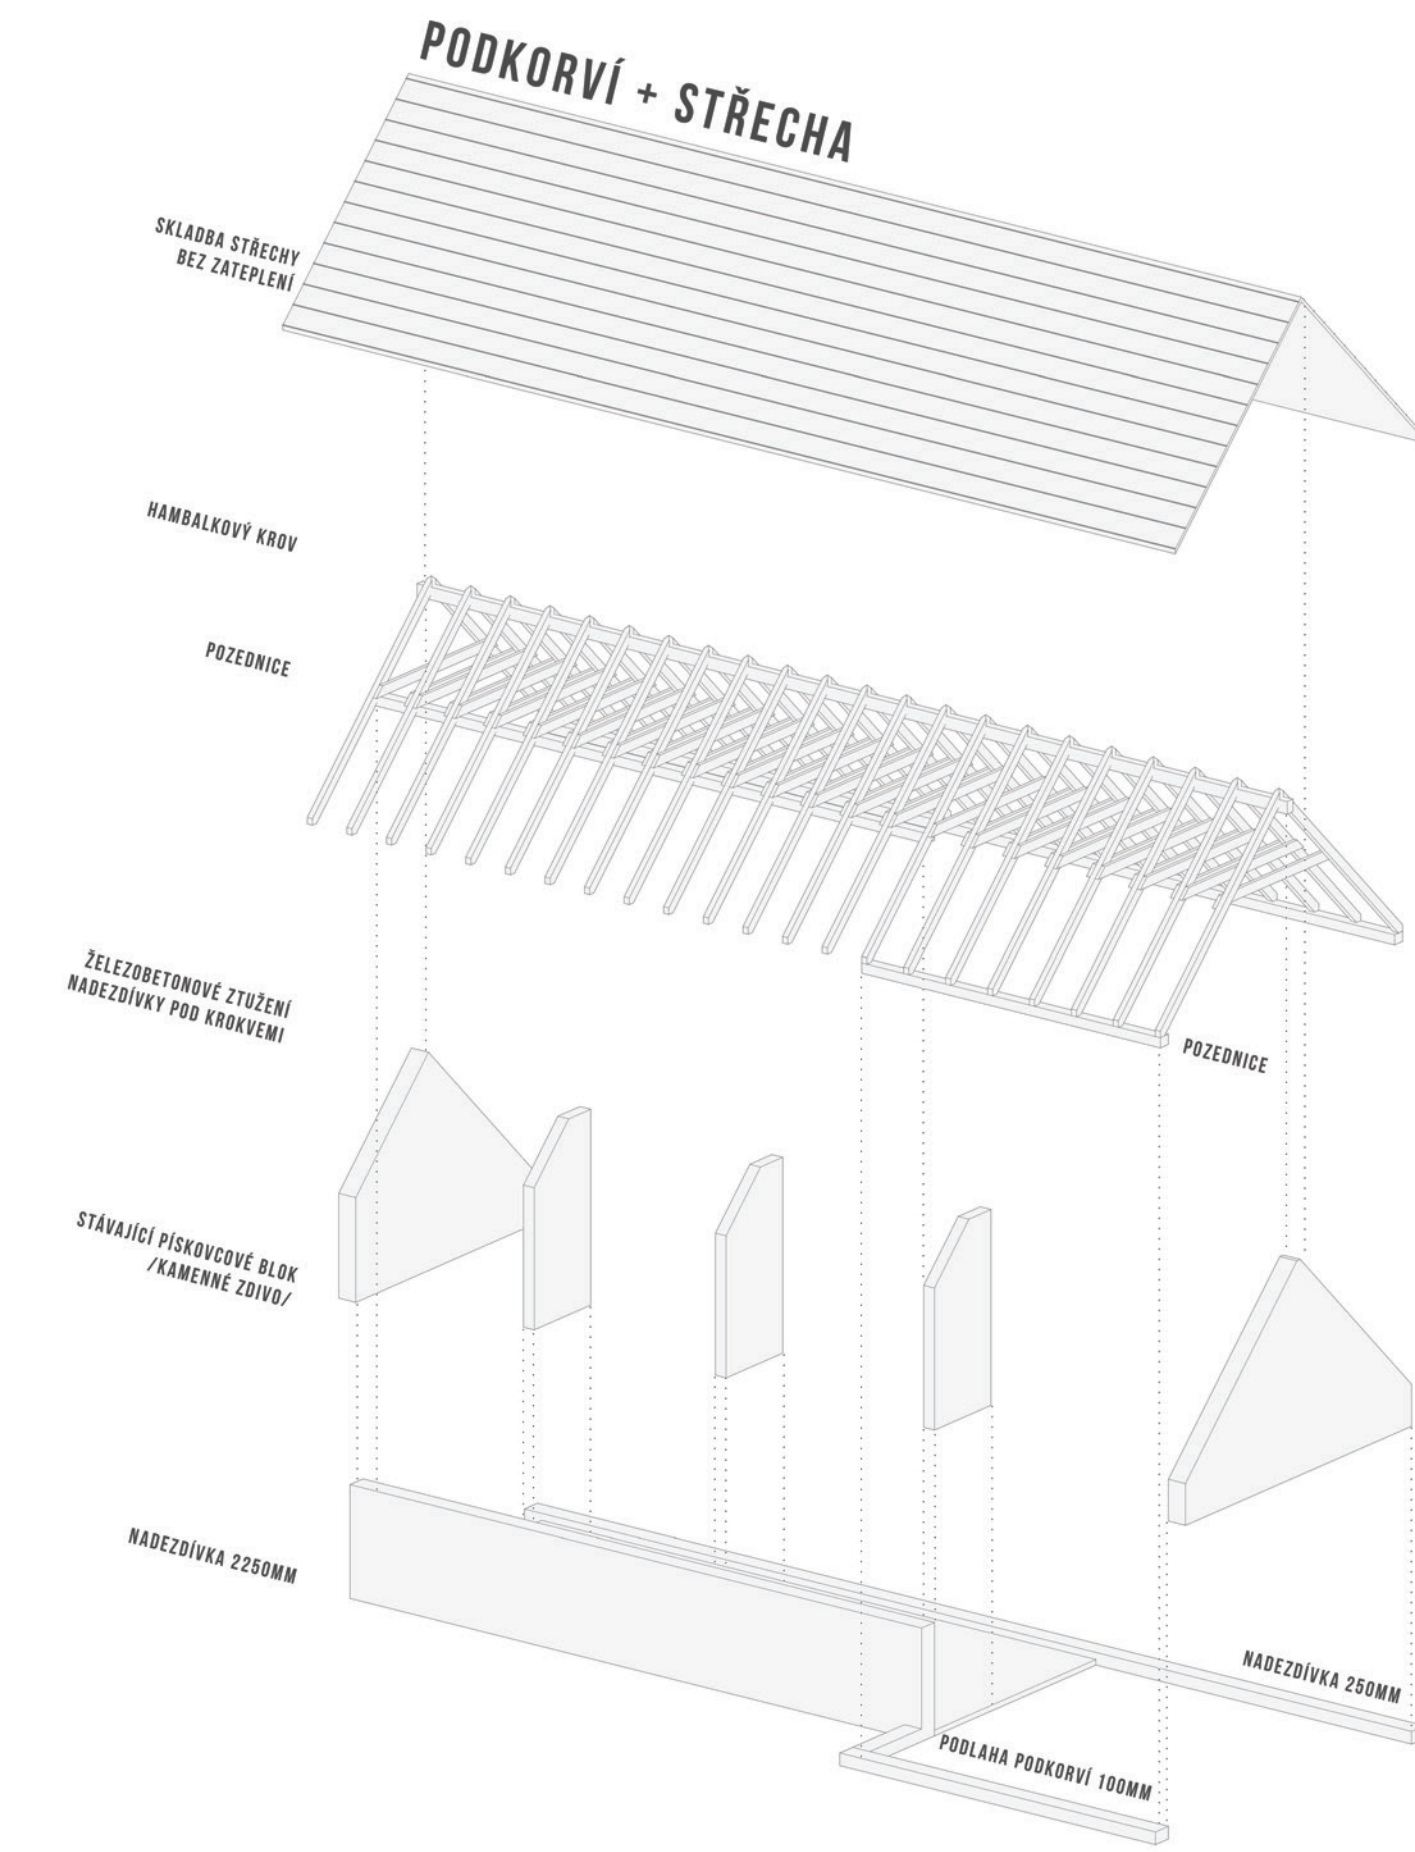 PODKORVÍ + STŘECHA
SKLADBA STŘECHY
BEZ ZATEPLENÍ
HAMBALKOVÝ KROV
POZEDNICE
ŽELEZOBETONOVÉ ZTUŽENÍ
NADEZDÍVKY POD KROKVEMI
POZEDNICE
STÁVAJÍCÍ PÍSKOVCOVÉ BLOK
/KAMENNÉ ZDIVO/
NADEZDÍVKA 2250MM
NADEZDÍVKA 250MM
PODLAHA PODKORVÍ 100MM